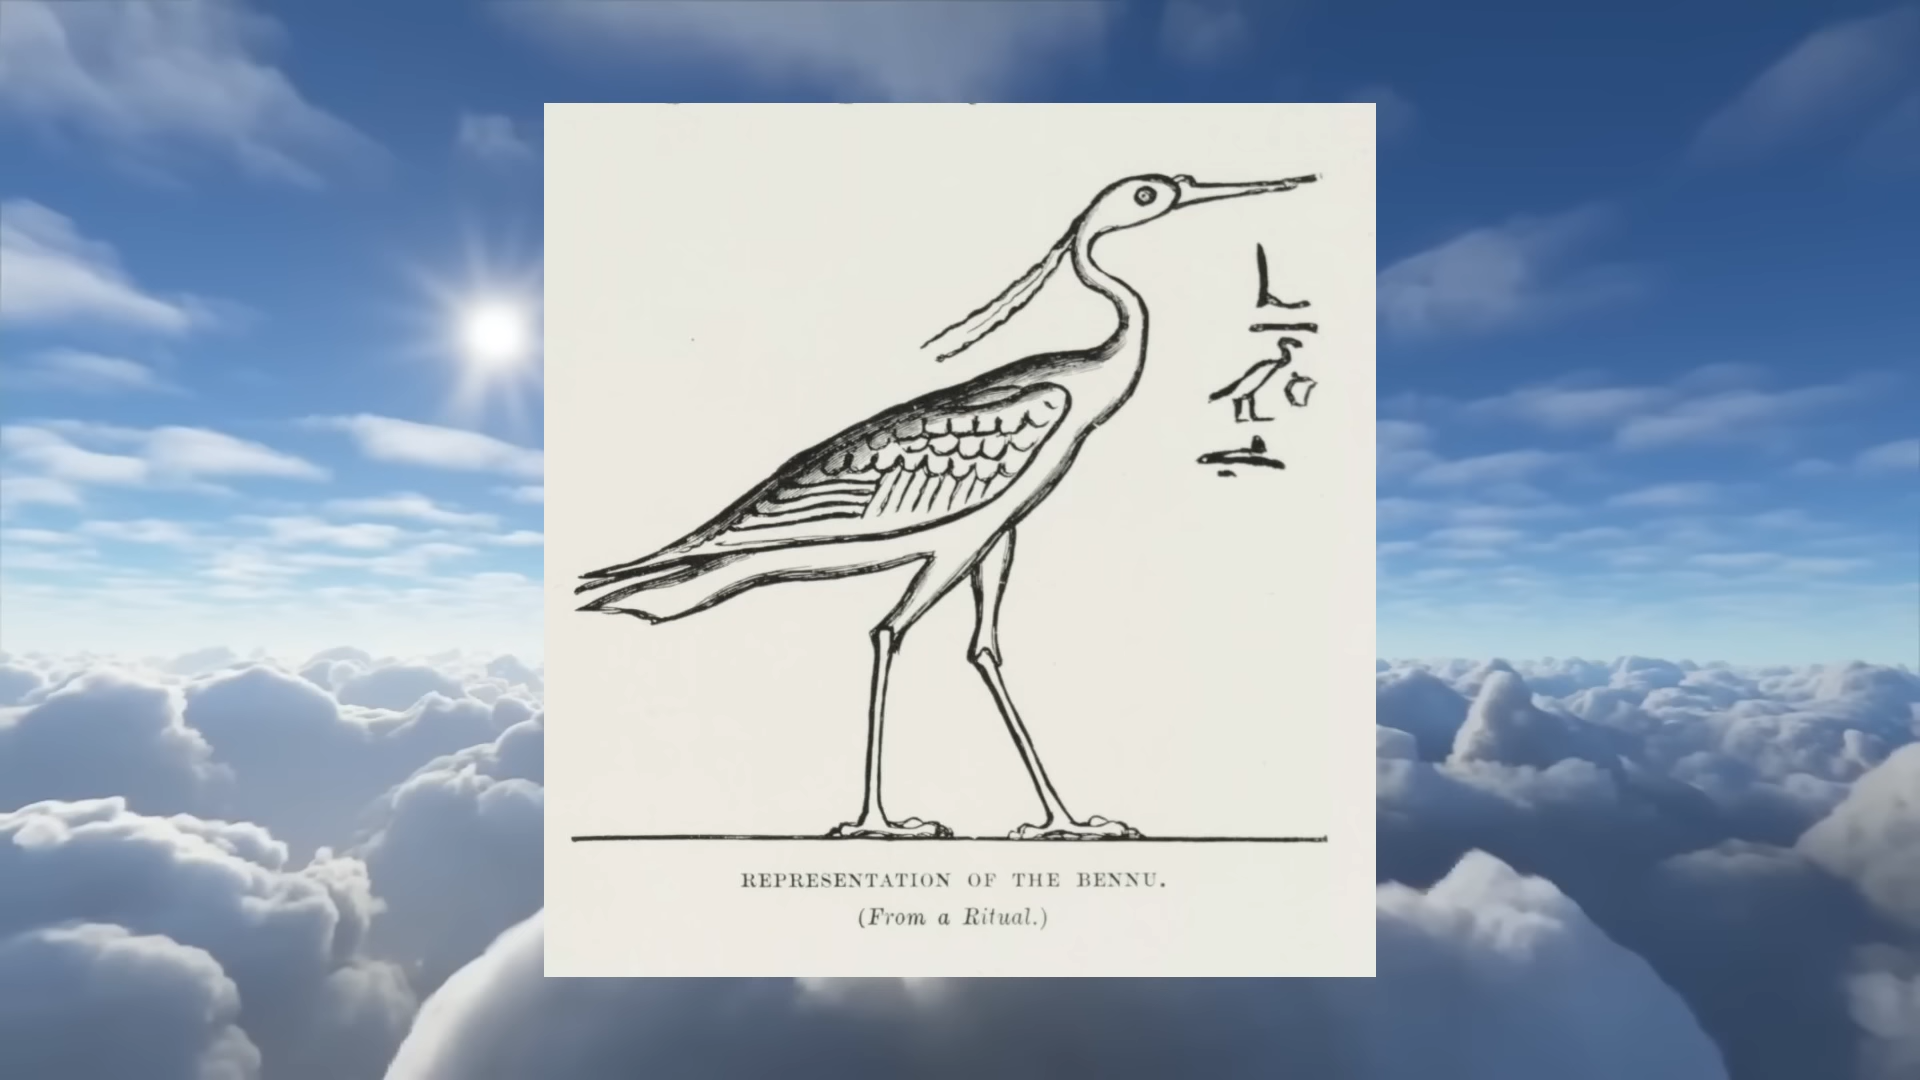 REPRESENTATION OF THE BENNU.
(From a Ritual.)